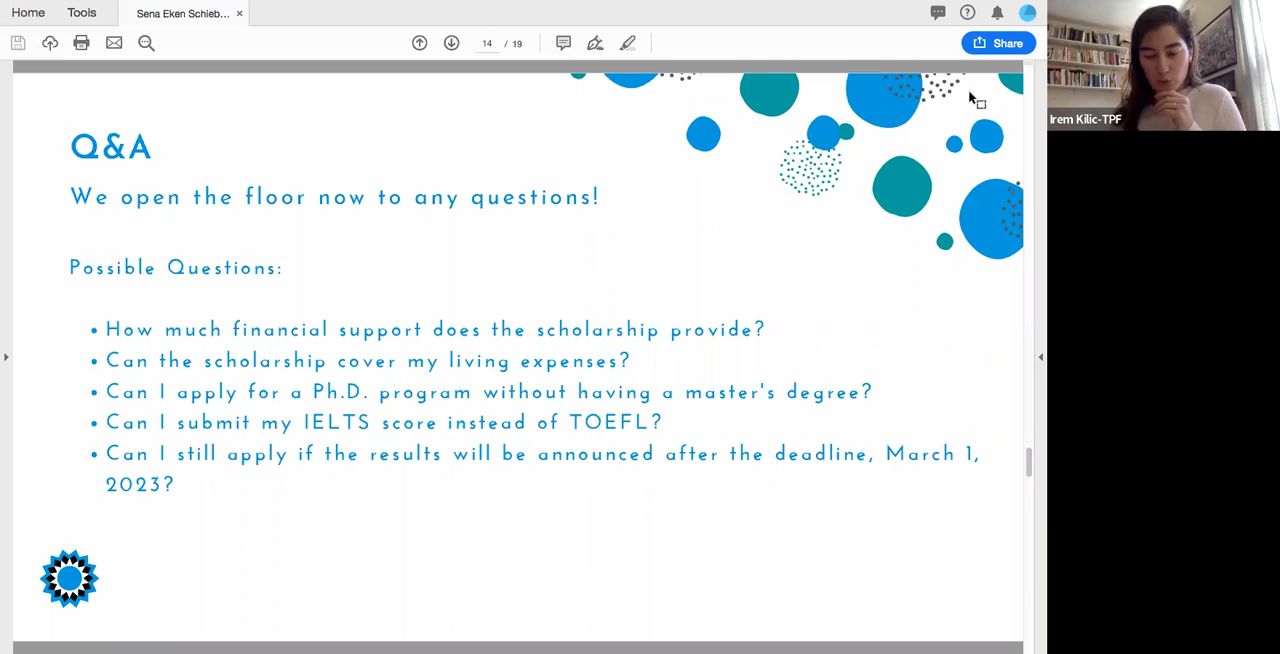 Home Tools Sena Eken Schieb... ×
14 / 19 Share
Irem Kilic-TPF
Q&A
We open the floor now to any questions!
Possible Questions:
• How much financial support does the scholarship provide?
• Can the scholarship cover my living expenses?
• Can I apply for a Ph.D. program without having a master's degree?
• Can I submit my IELTS score instead of TOEFL?
• Can I still apply if the results will be announced after the deadline, March 1,
2023?